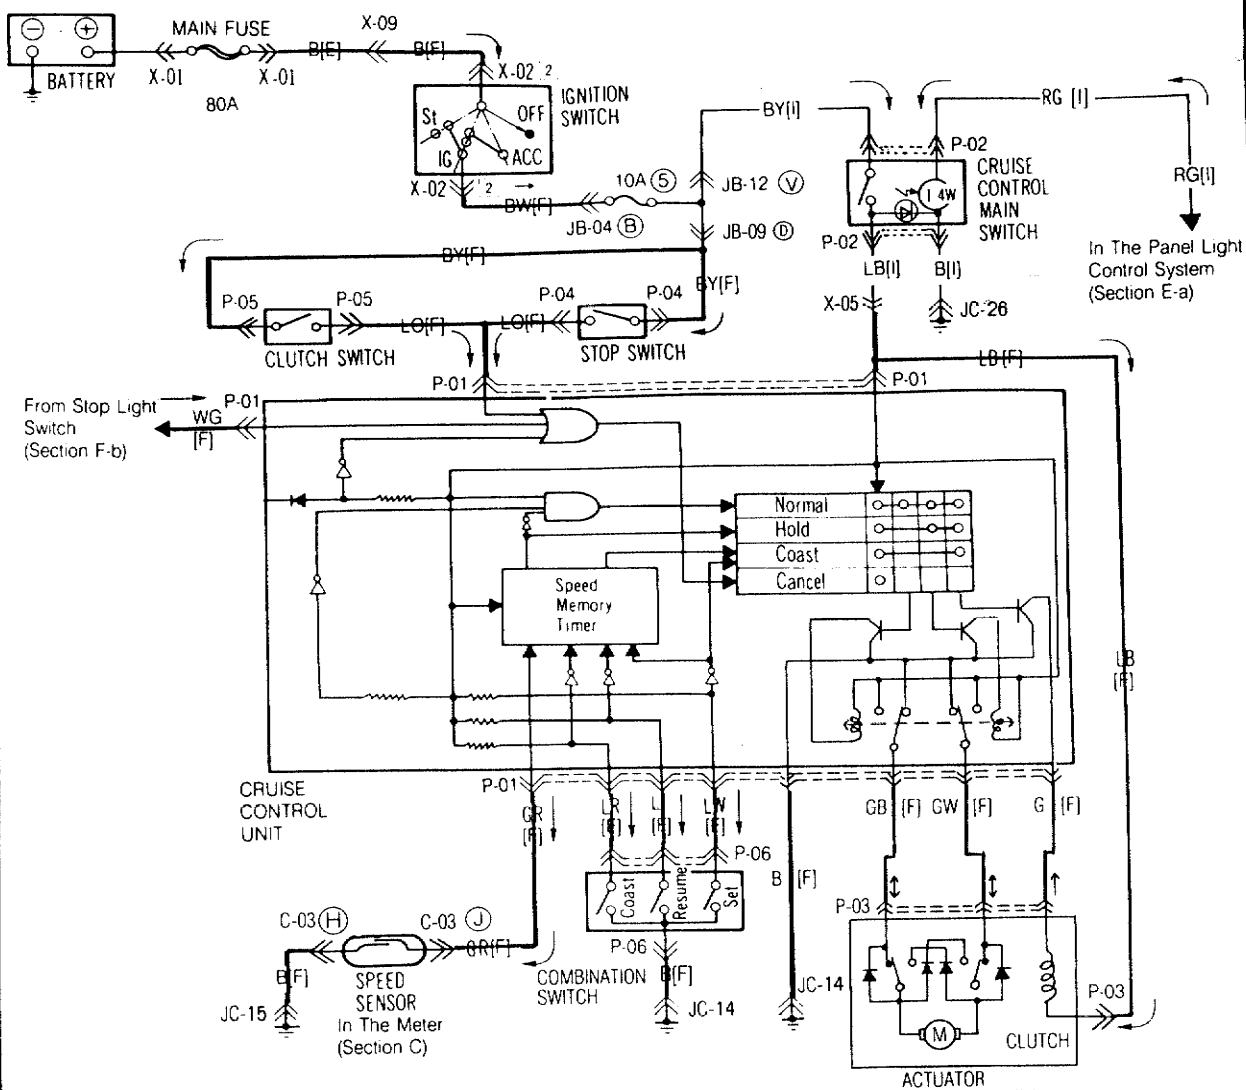 MAIN FUSE
X-09
BATTERY
X-01
X-01
80A
B[E]
B[F]
X-02
2
IGNITION
SWITCH
St
OFF
IG
ACC
X-02
2
BW[F]
10A
5
JB-04
B
JB-12
V
JB-09
D
BY[I]
RG [I]
P-02
CRUISE
CONTROL
MAIN
SWITCH
1 4W
RG[I]
P-02
In The Panel Light
Control System
(Section E-a)
LB[I]
B[I]
X-05
JC-26
BY[F]
BY[F]
P-05
P-05
P-04
P-04
LO[F]
LO[F]
CLUTCH SWITCH
STOP SWITCH
LB[F]
P-01
P-01
From Stop Light
Switch
(Section F-b)
WG
[F]
P-01
Normal
Hold
Coast
Cancel
Speed
Memory
Timer
LB
[F]
CRUISE
CONTROL
UNIT
P-01
GR
[F]
LR
[F]
L
[F]
LW
[F]
GB [F]
GW [F]
G [F]
P-06
Coast
Resume
Set
B [F]
P-03
C-03
H
C-03
J
GR[F]
P-06
COMBINATION
SWITCH
B[F]
B[F]
SPEED
SENSOR
In The Meter
(Section C)
JC-15
JC-14
JC-14
M
P-03
CLUTCH
ACTUATOR